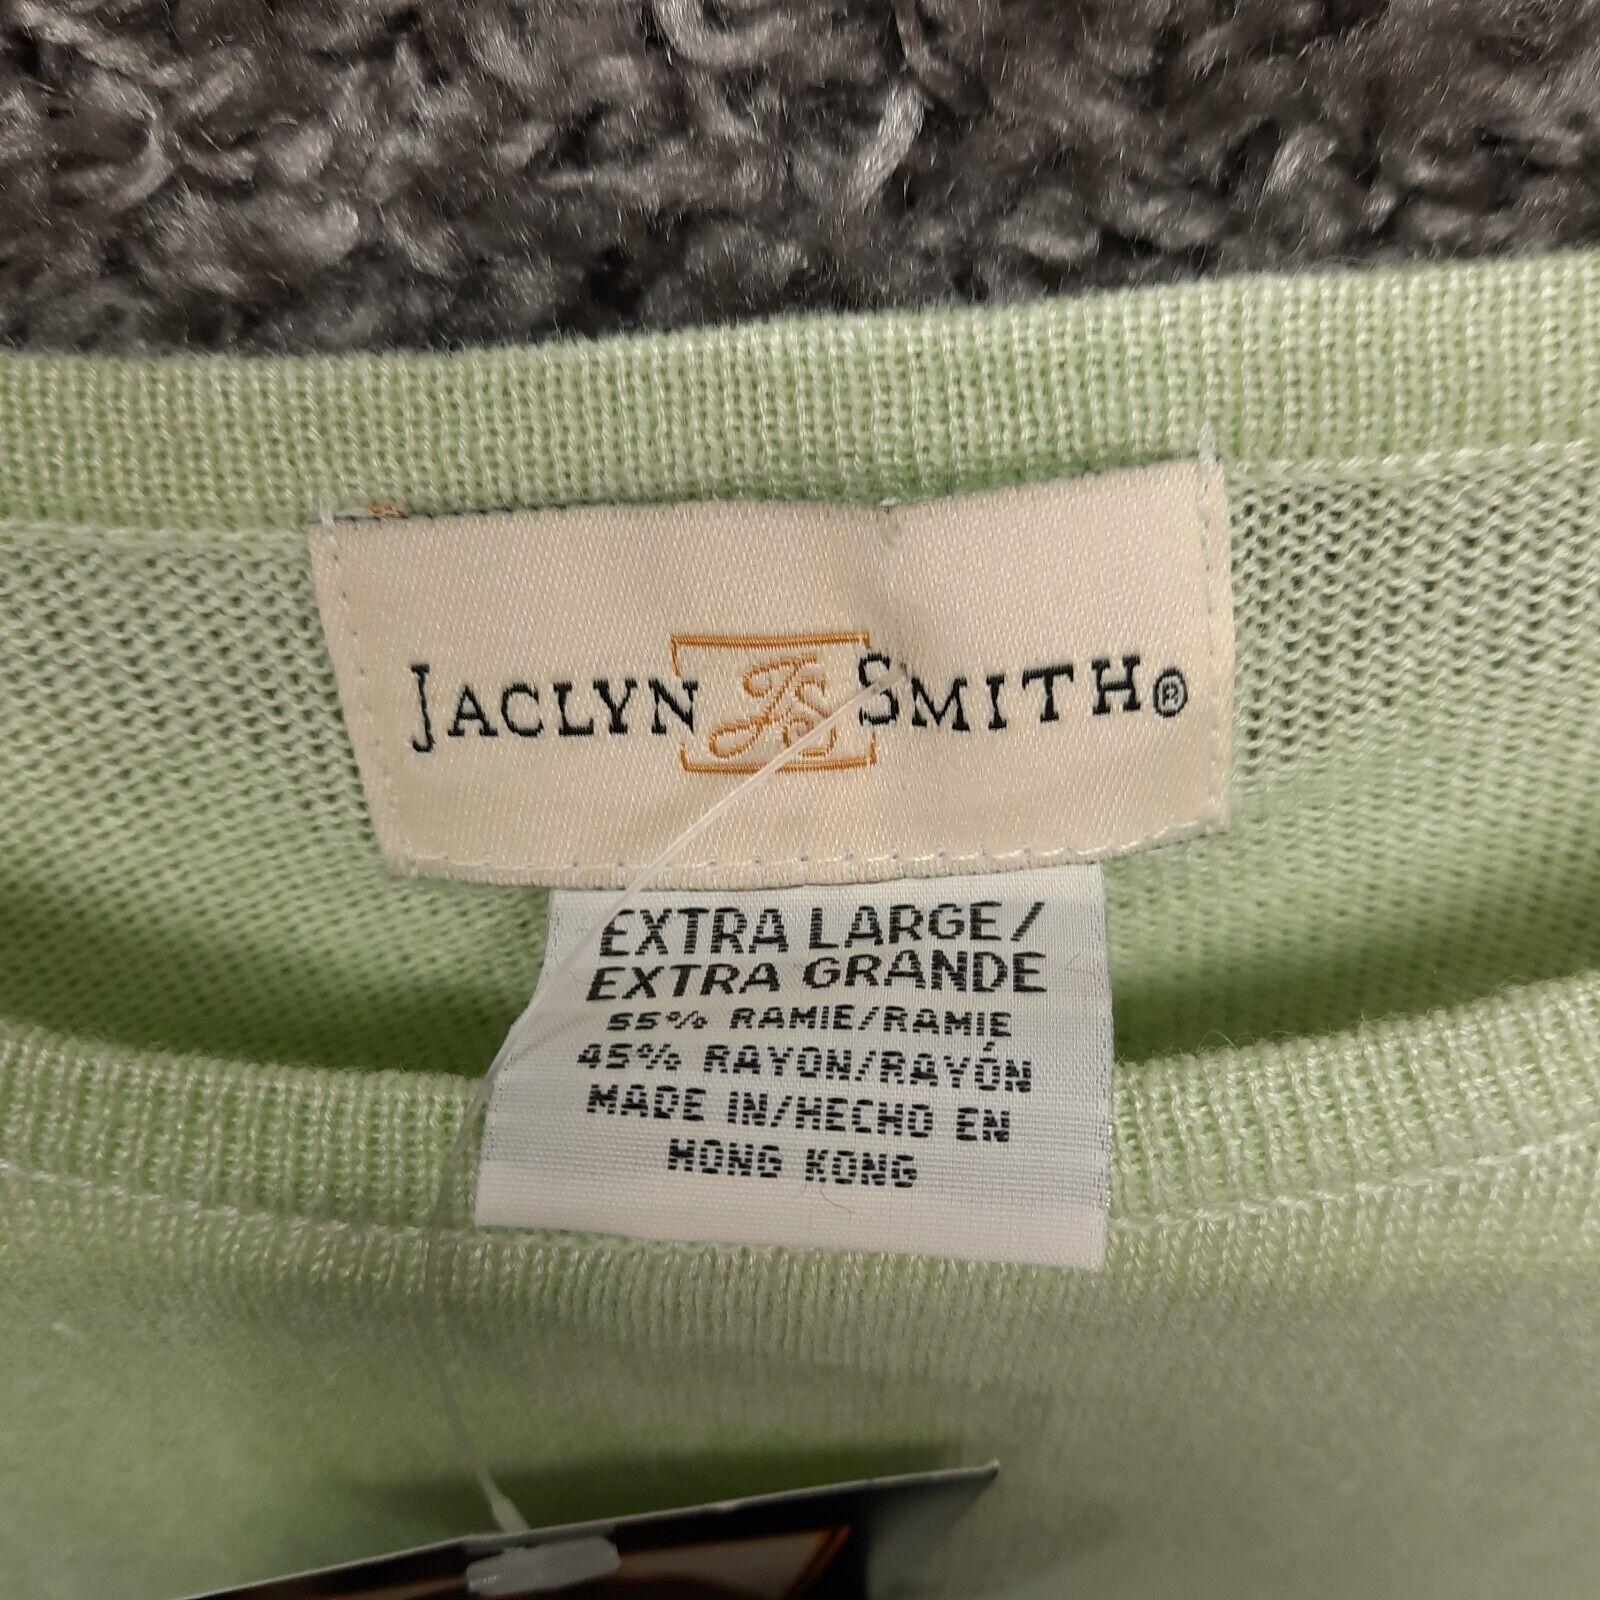 JACLYN JS SMITH®
EXTRA LARGE/
EXTRA GRANDE
55% RAMIE/RAMIE
45% RAYON/RAYÓN
MADE IN/HECHO EN
HONG KONG